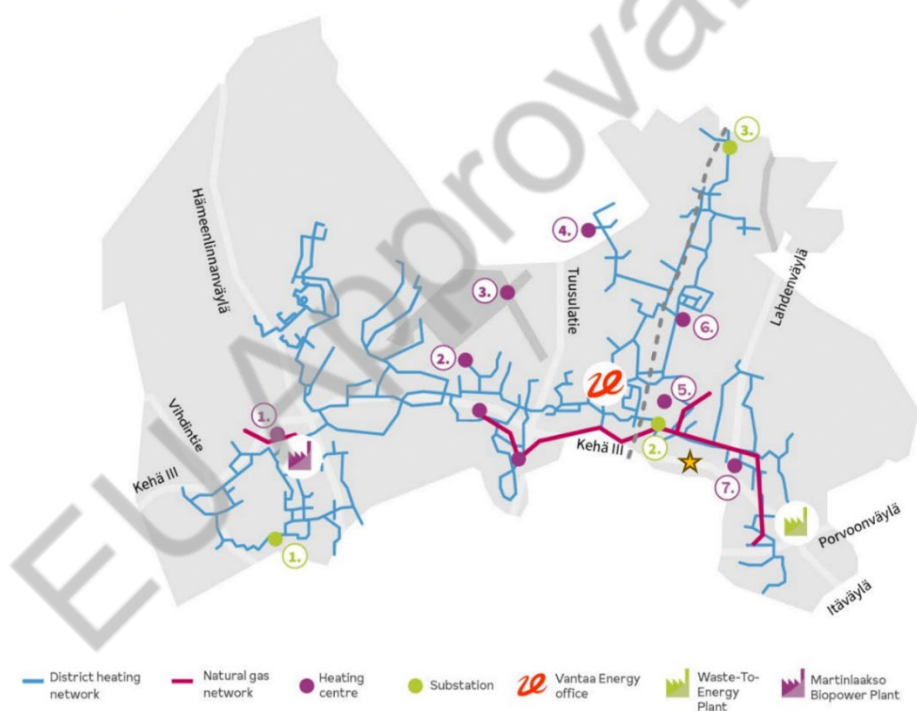 EU Approval
3.
4.
Hämeenlinnanväylä
Tuusulatie
Lahdenväylä
3.
6.
2.
5.
1.
Vihdintie
Kehä III
2.
Kehä III
7.
Porvoonväylä
1.
Itäväylä
District heating
network
Natural gas
network
Heating
centre
Substation
Vantaa Energy
office
Waste-To-
Energy
Plant
Martinlaakso
Biopower Plant